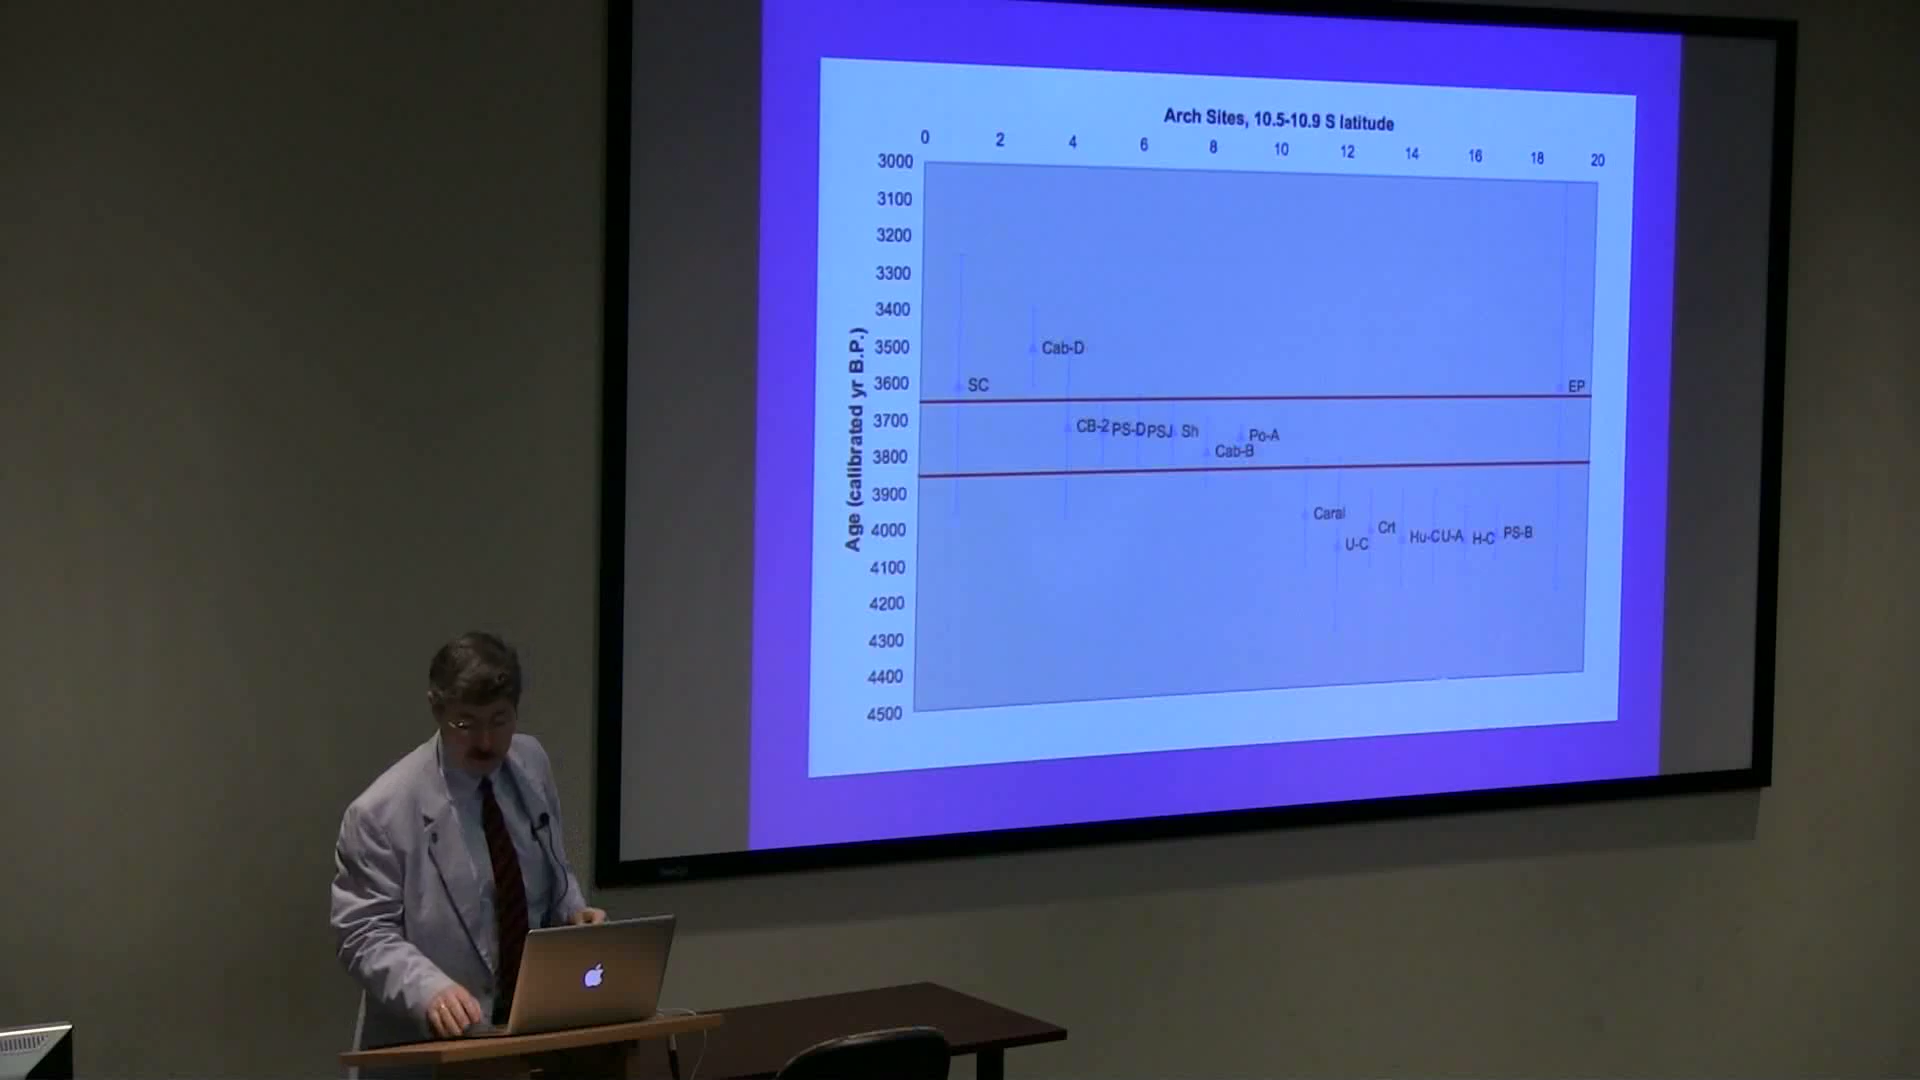 Arch Sites, 10.5-10.9 S latitude
0 2 4 6 8 10 12 14 16 18 20
Age (calibrated yr B.P.)
3000
3100
3200
3300
3400
3500
3600
3700
3800
3900
4000
4100
4200
4300
4400
4500
Cab-D
SC
EP
CB-2 PS-D PSJ Sh Po-A
Cab-B
Caral
Crt
U-C Hu-C U-A H-C PS-B